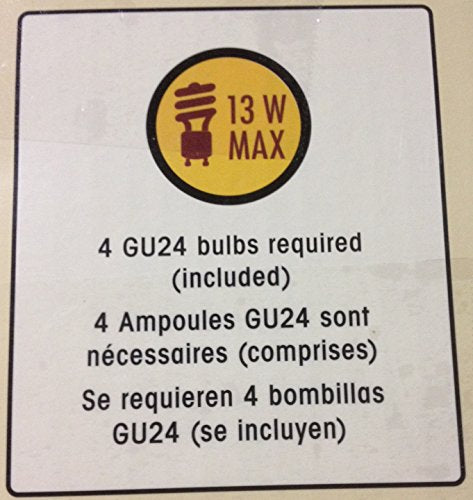 13 W
MAX
4 GU24 bulbs required
(included)
4 Ampoules GU24 sont
nécessaires (comprises)
Se requieren 4 bombillas
GU24 (se incluyen)